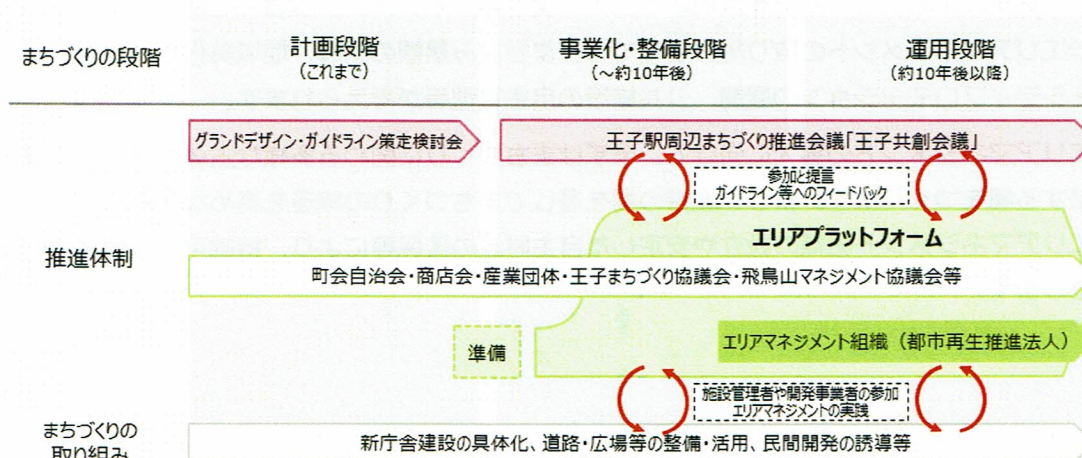 まちづくりの段階
計画段階
（これまで）
事業化・整備段階
（～約10年後）
運用段階
（約10年後以降）
グランドデザイン・ガイドライン策定検討会
王子駅周辺まちづくり推進会議「王子共創会議」
参加と提言
ガイドライン等へのフィードバック
推進体制
エリアプラットフォーム
町会自治会・商店会・産業団体・王子まちづくり協議会・飛鳥山マネジメント協議会等
準備
エリアマネジメント組織（都市再生推進法人）
施設管理者や開発事業者の参加
エリアマネジメントの実践
まちづくりの
取り組み
新庁舎建設の具体化、道路・広場等の整備・活用、民間開発の誘導等